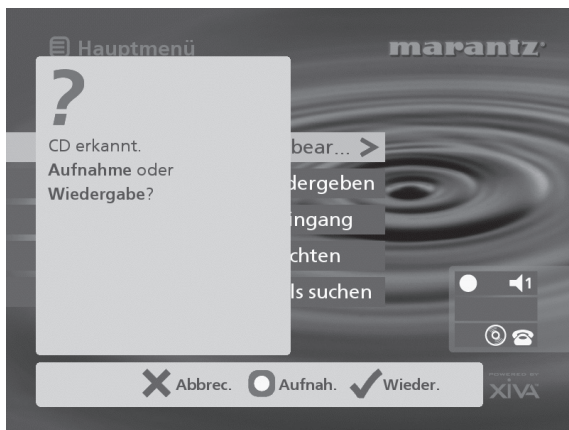 Hauptmenü
marantz
?
CD erkannt.
Aufnahme oder
Wiedergabe?
bear... >
dergeben
ingang
chten
ls suchen
1
Abbrec. Aufnah. Wieder.
POWERED BY
XiVA